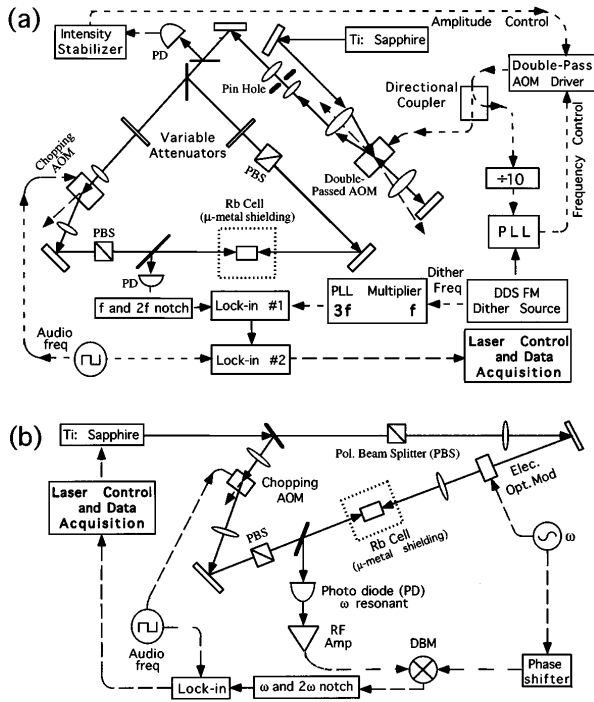 (a)
Intensity
Stabilizer
PD
Ti: Sapphire
Amplitude Control
Double-Pass
AOM Driver
Directional
Coupler
Frequency Control
Pin Hole
Variable
Attenuators
Chopping
AOM
PBS
Double-
Passed AOM
÷10
PLL
Rb Cell
(μ-metal shielding)
PBS
PD
f and 2f notch
Lock-in #1
PLL Multiplier
3f f
Dither
Freq
DDS FM
Dither Source
Audio
freq
Lock-in #2
Laser Control
and Data
Acquisition
(b)
Ti: Sapphire
Pol. Beam Splitter (PBS)
Laser Control
and Data
Acquisition
Chopping
AOM
Elec.
Opt.Mod
PBS
Rb Cell
(μ-metal shielding)
ω
Photo diode (PD)
ω resonant
RF
Amp
DBM
Audio
freq
Lock-in
ω and 2ω notch
Phase
shifter